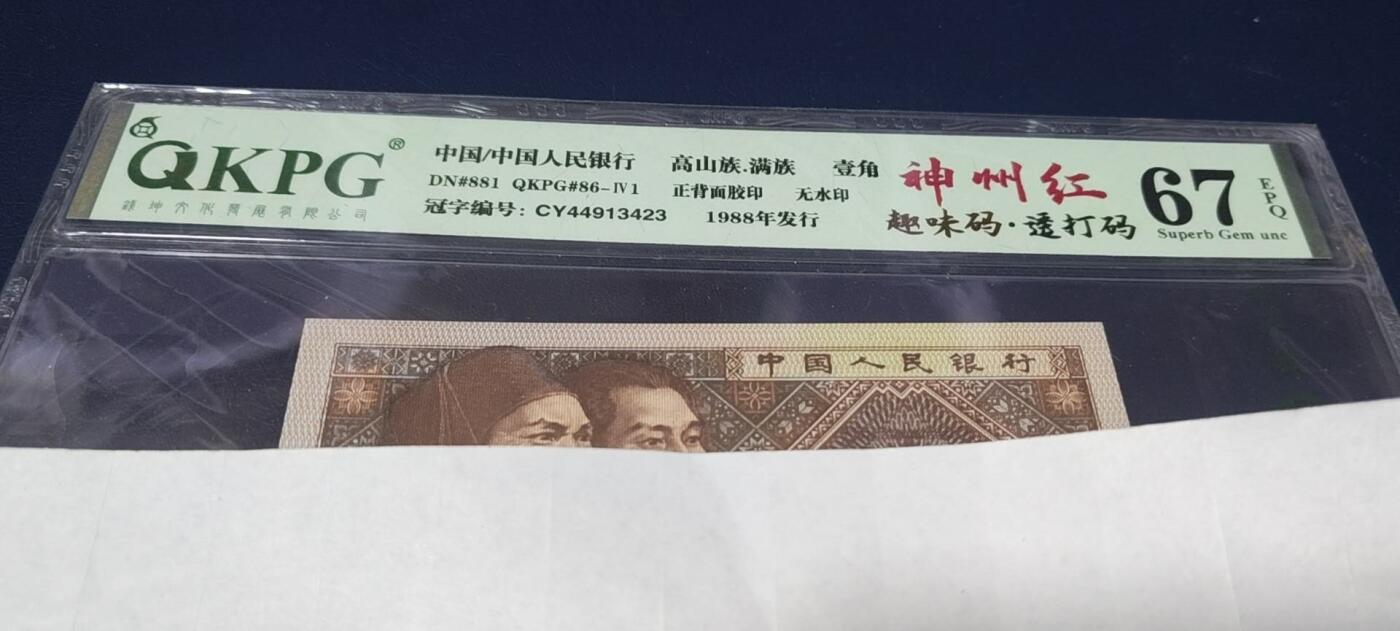 QKPG®
中国/中国人民银行 高山族.满族 壹角
DN#881 QKPG#86-IV1 正背面胶印 无水印
冠字编号: CY44913423 1988年发行
神州红
趣味码·透打码
67 EPQ
Superb Gem unc
中国人民银行